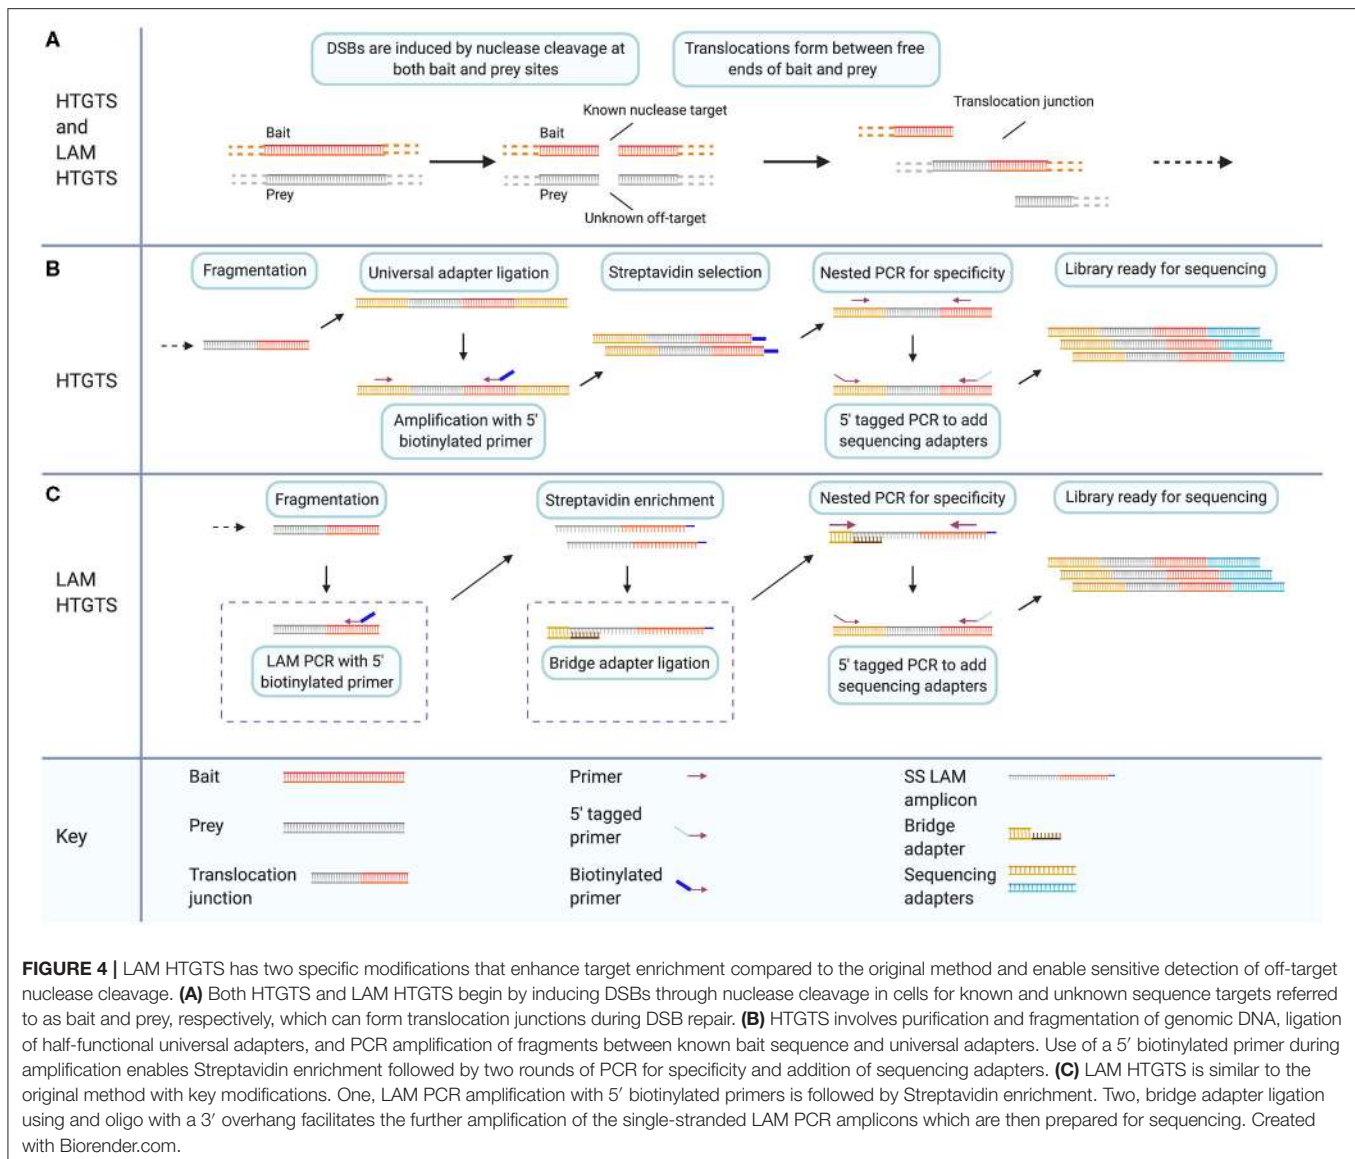 A
HTGTS
and
LAM
HTGTS
DSBs are induced by nuclease cleavage at
both bait and prey sites
Translocations form between free
ends of bait and prey
Bait
Prey
Known nuclease target
Bait
Prey
Unknown off-target
Translocation junction
B
HTGTS
Fragmentation
Universal adapter ligation
Amplification with 5'
biotinylated primer
Streptavidin selection
Nested PCR for specificity
5' tagged PCR to add
sequencing adapters
Library ready for sequencing
C
LAM
HTGTS
Fragmentation
LAM PCR with 5'
biotinylated primer
Streptavidin enrichment
Bridge adapter ligation
Nested PCR for specificity
5' tagged PCR to add
sequencing adapters
Library ready for sequencing
Key
Bait
Prey
Translocation
junction
Primer
5' tagged
primer
Biotinylated
primer
SS LAM
amplicon
Bridge
adapter
Sequencing
adapters
FIGURE 4 | LAM HTGTS has two specific modifications that enhance target enrichment compared to the original method and enable sensitive detection of off-target
nuclease cleavage. (A) Both HTGTS and LAM HTGTS begin by inducing DSBs through nuclease cleavage in cells for known and unknown sequence targets referred
to as bait and prey, respectively, which can form translocation junctions during DSB repair. (B) HTGTS involves purification and fragmentation of genomic DNA, ligation
of half-functional universal adapters, and PCR amplification of fragments between known bait sequence and universal adapters. Use of a 5′ biotinylated primer during
amplification enables Streptavidin enrichment followed by two rounds of PCR for specificity and addition of sequencing adapters. (C) LAM HTGTS is similar to the
original method with key modifications. One, LAM PCR amplification with 5′ biotinylated primers is followed by Streptavidin enrichment. Two, bridge adapter ligation
using and oligo with a 3′ overhang facilitates the further amplification of the single-stranded LAM PCR amplicons which are then prepared for sequencing. Created
with Biorender.com.